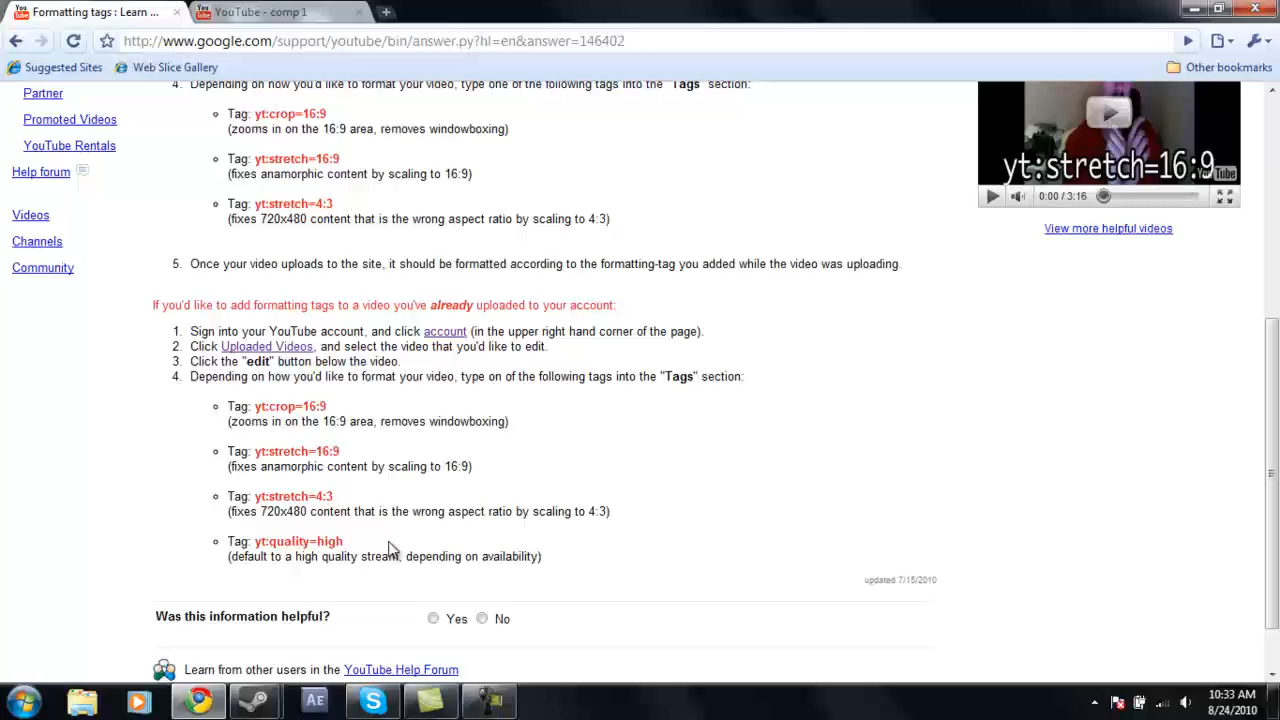 Formatting tags : Learn ...
YouTube - comp 1
http://www.google.com/support/youtube/bin/answer.py?hl=en&answer=146402
Suggested Sites
Web Slice Gallery
Other bookmarks
Partner
Promoted Videos
YouTube Rentals
Help forum
Videos
Channels
Community
4. Depending on how you'd like to format your video, type one of the following tags into the "Tags" section:
Tag: yt:crop=16:9
(zooms in on the 16:9 area, removes windowboxing)
Tag: yt:stretch=16:9
(fixes anamorphic content by scaling to 16:9)
Tag: yt:stretch=4:3
(fixes 720x480 content that is the wrong aspect ratio by scaling to 4:3)
5. Once your video uploads to the site, it should be formatted according to the formatting-tag you added while the video was uploading.
If you'd like to add formatting tags to a video you've already uploaded to your account:
1. Sign into your YouTube account, and click account (in the upper right hand corner of the page).
2. Click Uploaded Videos, and select the video that you'd like to edit.
3. Click the "edit" button below the video.
4. Depending on how you'd like to format your video, type on of the following tags into the "Tags" section:
Tag: yt:crop=16:9
(zooms in on the 16:9 area, removes windowboxing)
Tag: yt:stretch=16:9
(fixes anamorphic content by scaling to 16:9)
Tag: yt:stretch=4:3
(fixes 720x480 content that is the wrong aspect ratio by scaling to 4:3)
Tag: yt:quality=high
(default to a high quality stream, depending on availability)
updated 7/15/2010
Was this information helpful? Yes No
Learn from other users in the YouTube Help Forum
yt:stretch=16:9
YouTube
0:00 / 3:16
View more helpful videos
AE
10:33 AM
8/24/2010